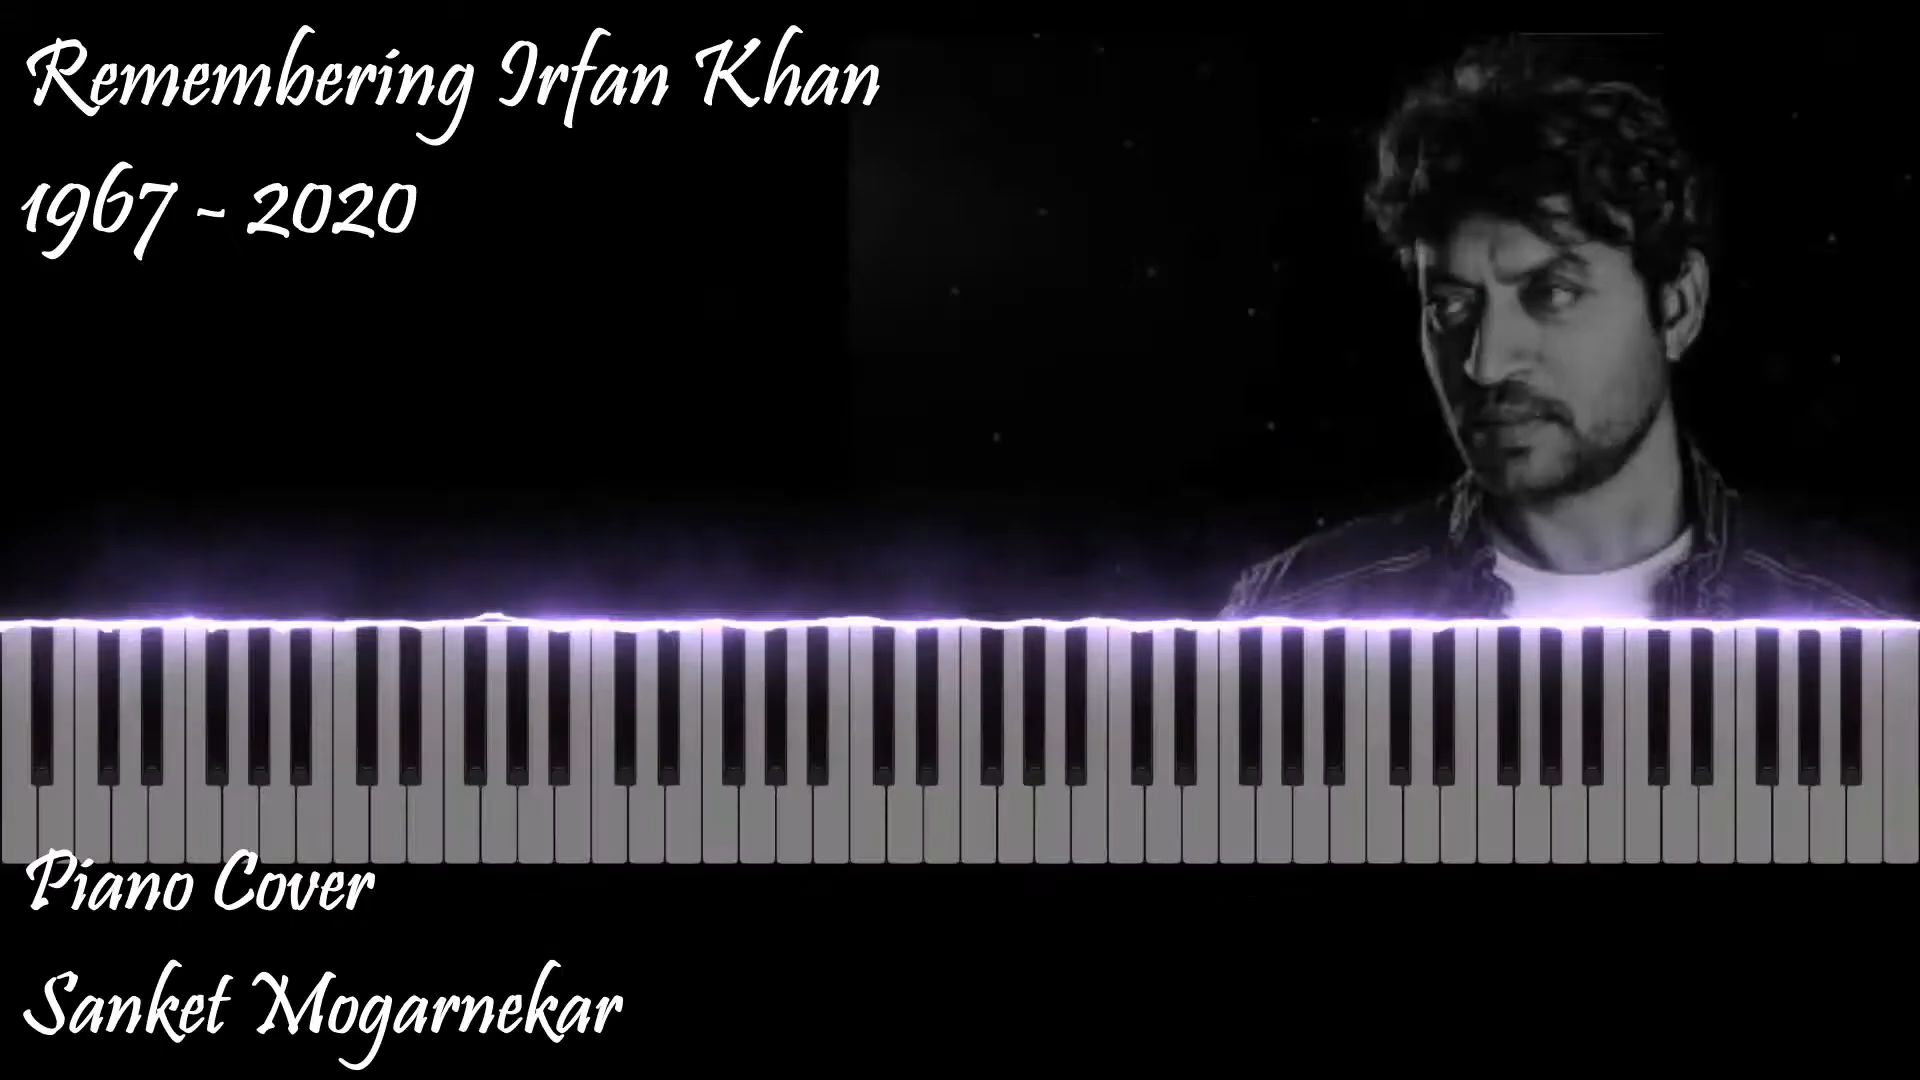 Remembering Irfan Khan
1967 - 2020
Piano Cover
Sanket Mogarnekar